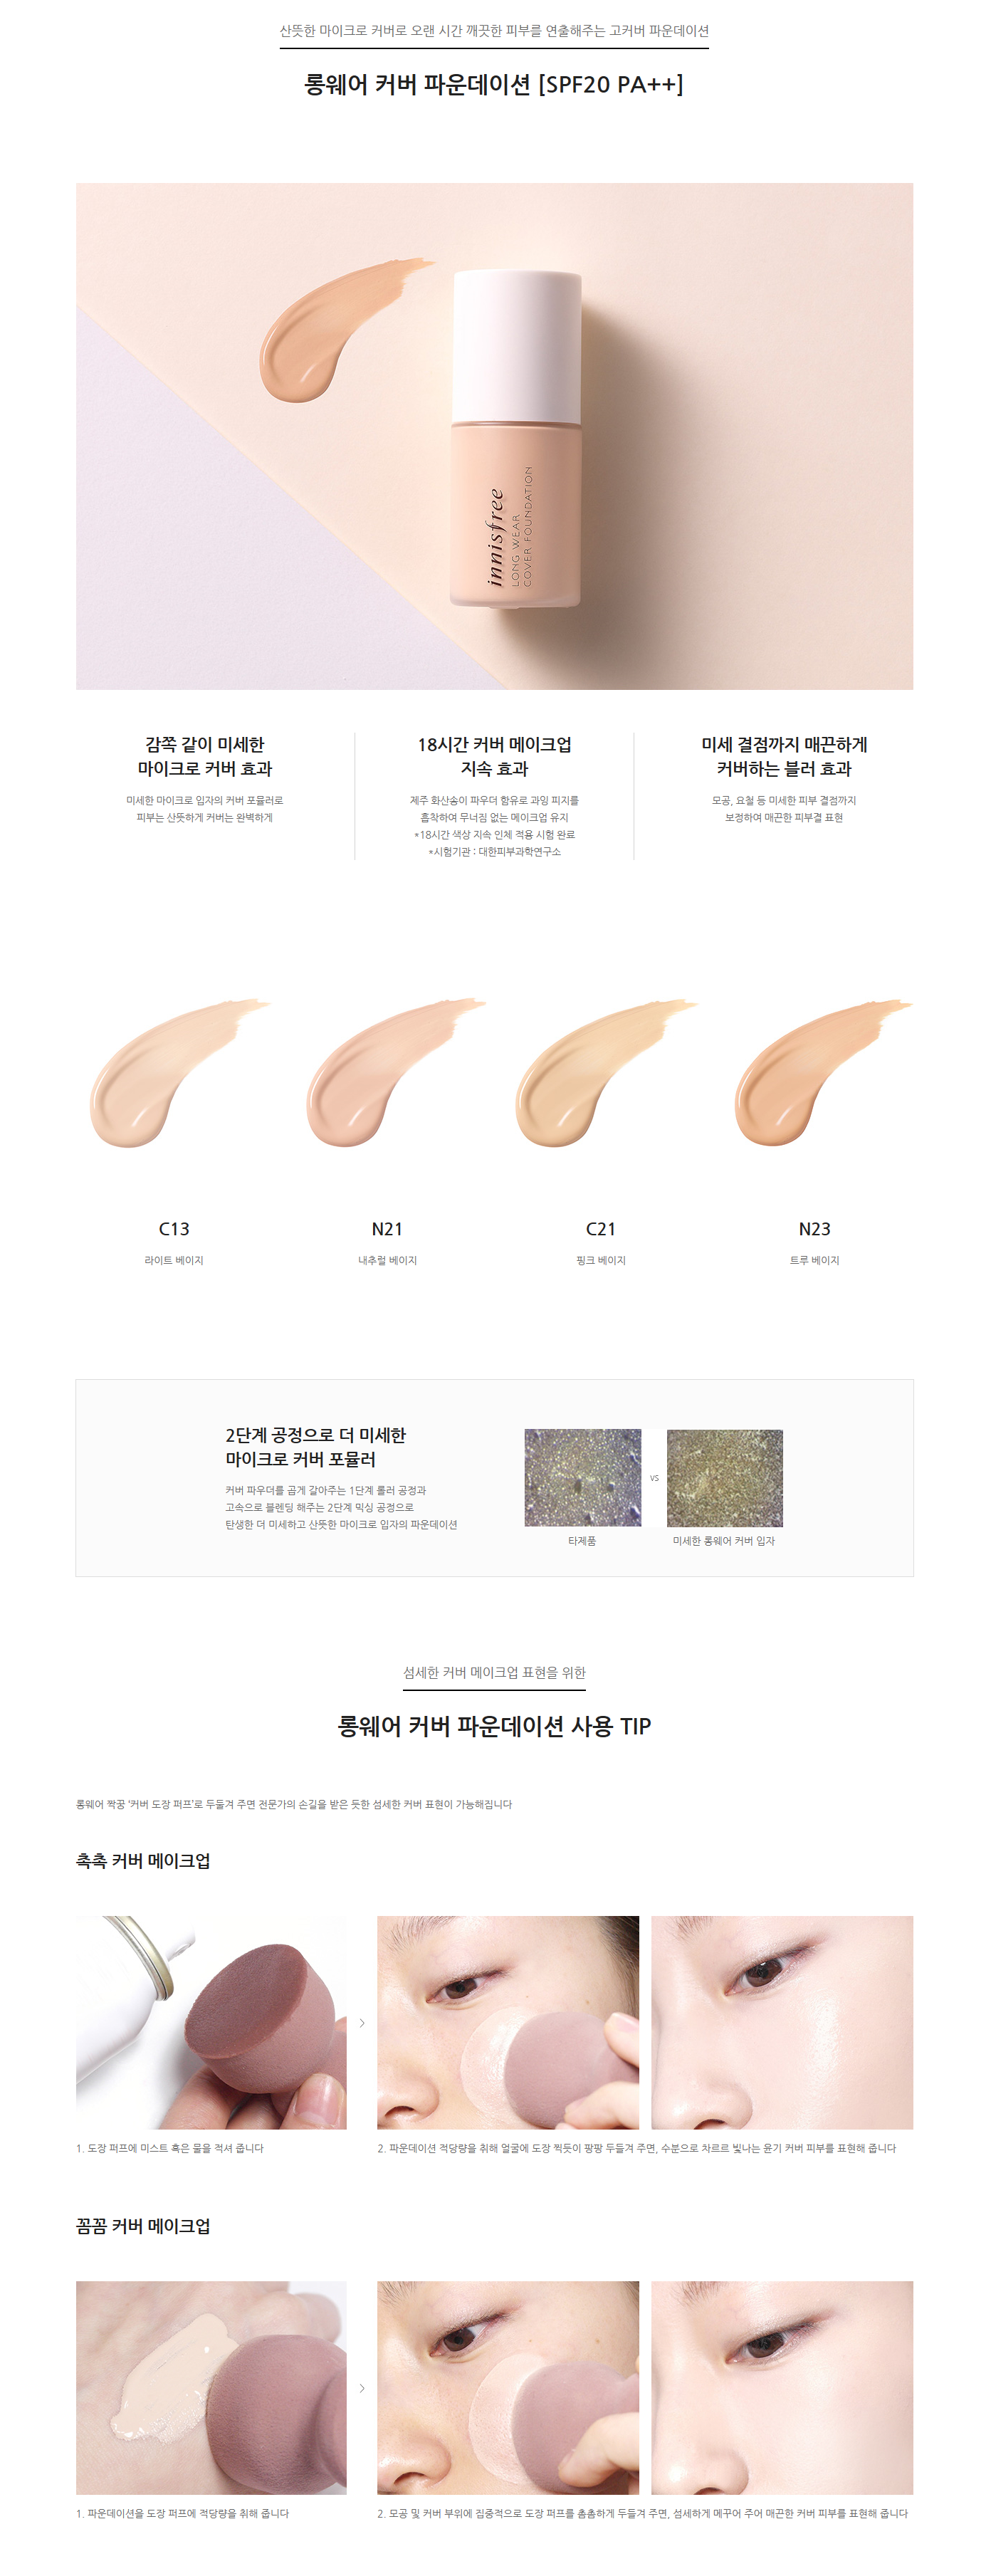 산뜻한 마이크로 커버로 오랜 시간 깨끗한 피부를 연출해주는 고커버 파운데이션
롱웨어 커버 파운데이션 [SPF20 PA++]
innisfree
LONG WEAR
COVER FOUNDATION
감쪽 같이 미세한
마이크로 커버 효과
미세한 마이크로 입자의 커버 포뮬러로
피부는 산뜻하게 커버는 완벽하게
18시간 커버 메이크업
지속 효과
제주 화산송이 파우더 함유로 과잉 피지를
흡착하여 무너짐 없는 메이크업 유지
*18시간 색상 지속 인체 적용 시험 완료
*시험기관 : 대한피부과학연구소
미세 결점까지 매끈하게
커버하는 블러 효과
모공, 요철 등 미세한 피부 결점까지
보정하여 매끈한 피부결 표현
C13
라이트 베이지
N21
내추럴 베이지
C21
핑크 베이지
N23
트루 베이지
2단계 공정으로 더 미세한
마이크로 커버 포뮬러
커버 파우더를 곱게 갈아주는 1단계 롤러 공정과
고속으로 블렌딩 해주는 2단계 믹싱 공정으로
탄생한 더 미세하고 산뜻한 마이크로 입자의 파운데이션
VS
타제품
미세한 롱웨어 커버 입자
섬세한 커버 메이크업 표현을 위한
롱웨어 커버 파운데이션 사용 TIP
롱웨어 짝꿍 '커버 도장 퍼프'로 두둘겨 주면 전문가의 손길을 받은 듯한 섬세한 커버 표현이 가능해집니다
촉촉 커버 메이크업
1. 도장 퍼프에 미스트 혹은 물을 적셔 줍니다
2. 파운데이션 적당량을 취해 얼굴에 도장 찍듯이 팡팡 두들겨 주면, 수분으로 차르르 빛나는 윤기 커버 피부를 표현해 줍니다
꼼꼼 커버 메이크업
1. 파운데이션을 도장 퍼프에 적당량을 취해 줍니다
2. 모공 및 커버 부위에 집중적으로 도장 퍼프를 촘촘하게 두들겨 주면, 섬세하게 메꾸어 주어 매끈한 커버 피부를 표현해 줍니다